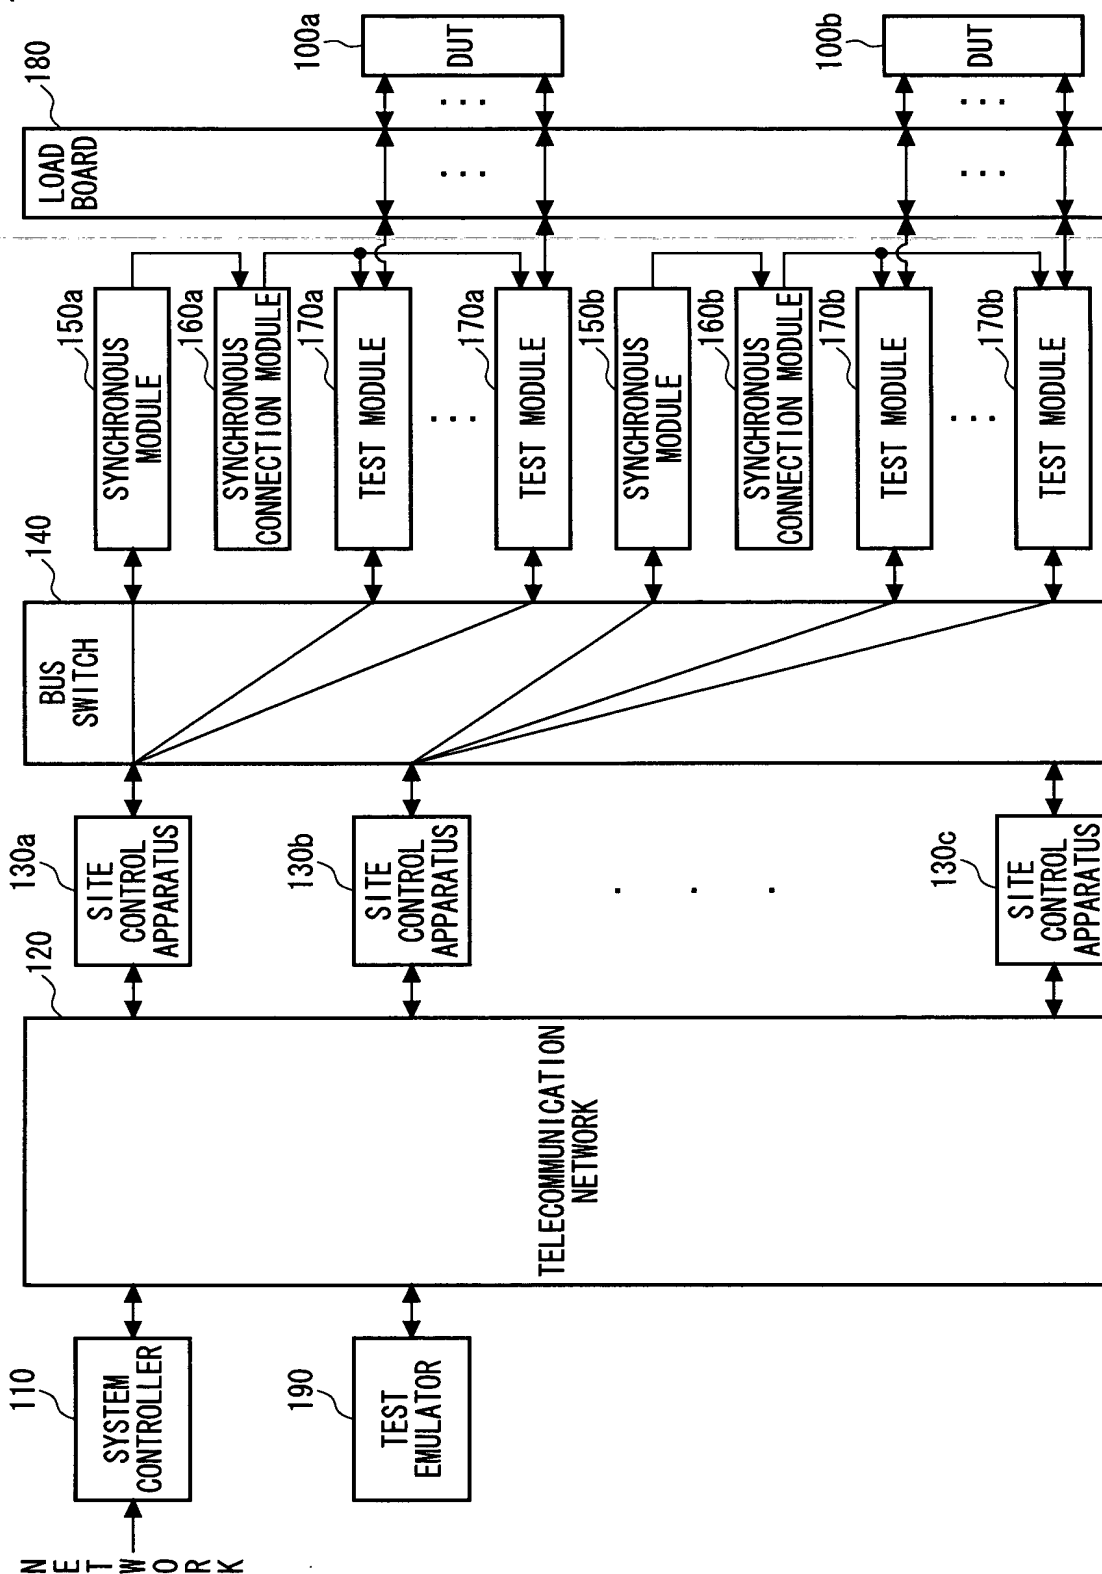 NETWORK
110
SYSTEM
CONTROLLER
190
TEST
EMULATOR
120
TELECOMMUNICATION
NETWORK
130a
SITE
CONTROL
APPARATUS
130b
SITE
CONTROL
APPARATUS
. . .
130c
SITE
CONTROL
APPARATUS
140
BUS
SWITCH
150a
SYNCHRONOUS
MODULE
160a
SYNCHRONOUS
CONNECTION MODULE
170a
TEST MODULE
...
170a
TEST MODULE
150b
SYNCHRONOUS
MODULE
160b
SYNCHRONOUS
CONNECTION MODULE
170b
TEST MODULE
...
170b
TEST MODULE
180
LOAD
BOARD
...
...
100a
DUT
...
100b
DUT
...